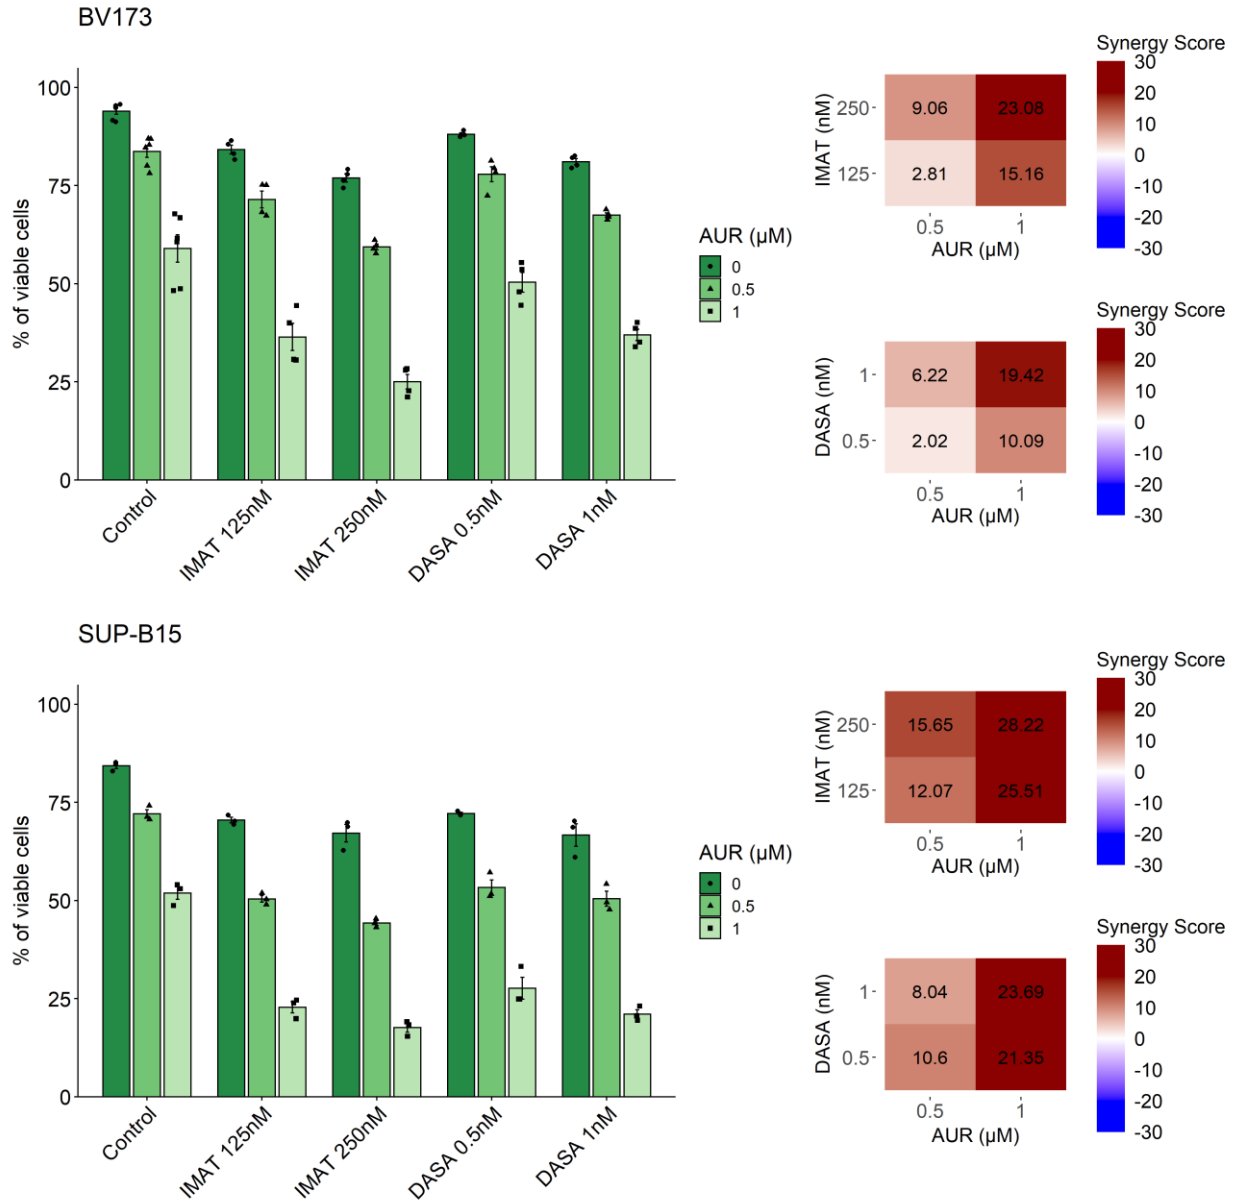 BV173
% of viable cells
100
75
50
25
0
Control
IMAT 125nM
IMAT 250nM
DASA 0.5nM
DASA 1nM
AUR (µM)
0
0.5
1
IMAT (nM)
250
125
9.06 23.08
2.81 15.16
0.5 1
AUR (µM)
Synergy Score
30
20
10
0
-10
-20
-30
DASA (nM)
1
0.5
6.22 19.42
2.02 10.09
0.5 1
AUR (µM)
Synergy Score
30
20
10
0
-10
-20
-30
SUP-B15
% of viable cells
100
75
50
25
0
Control
IMAT 125nM
IMAT 250nM
DASA 0.5nM
DASA 1nM
AUR (µM)
0
0.5
1
IMAT (nM)
250
125
15.65 28.22
12.07 25.51
0.5 1
AUR (µM)
Synergy Score
30
20
10
0
-10
-20
-30
DASA (nM)
1
0.5
8.04 23.69
10.6 21.35
0.5 1
AUR (µM)
Synergy Score
30
20
10
0
-10
-20
-30